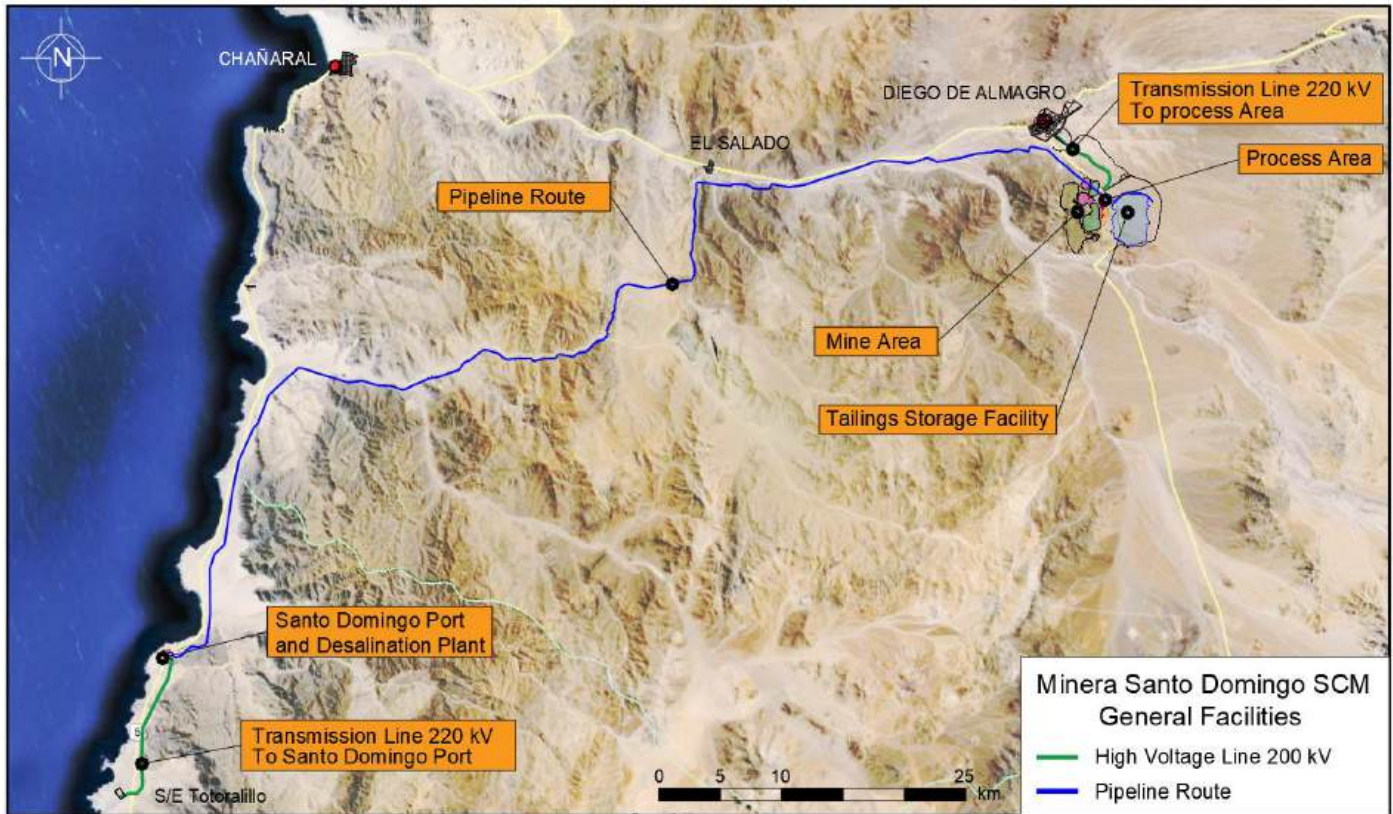 N
CHAÑARAL
DIEGO DE ALMAGRO
Transmission Line 220 kV
To process Area
EL SALADO
Process Area
Pipeline Route
Mine Area
Tailings Storage Facility
Santo Domingo Port
and Desalination Plant
Transmission Line 220 kV
To Santo Domingo Port
S/E Totoralillo
0 5 10 25
km
Minera Santo Domingo SCM
General Facilities
High Voltage Line 200 kV
Pipeline Route